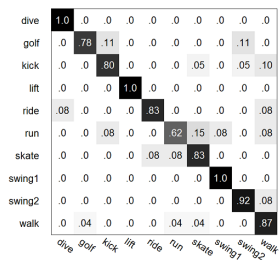 dive 1.0 .0 .0 .0 .0 .0 .0 .0 .0 .0
golf .0 .78 .11 .0 .0 .0 .0 .0 .11 .0
kick .0 .0 .80 .0 .0 .0 .05 .0 .05 .10
lift .0 .0 .0 1.0 .0 .0 .0 .0 .0 .0
ride .08 .0 .0 .0 .83 .0 .0 .0 .0 .08
run .0 .0 .08 .0 .0 .62 .15 .08 .0 .08
skate .0 .0 .0 .0 .08 .08 .83 .0 .0 .0
swing1 .0 .0 .0 .0 .0 .0 .0 1.0 .0 .0
swing2 .0 .0 .0 .0 .0 .0 .0 .0 .92 .08
walk .0 .04 .0 .0 .0 .04 .04 .0 .0 .87
dive golf kick lift ride run skate swing1 swing2 walk